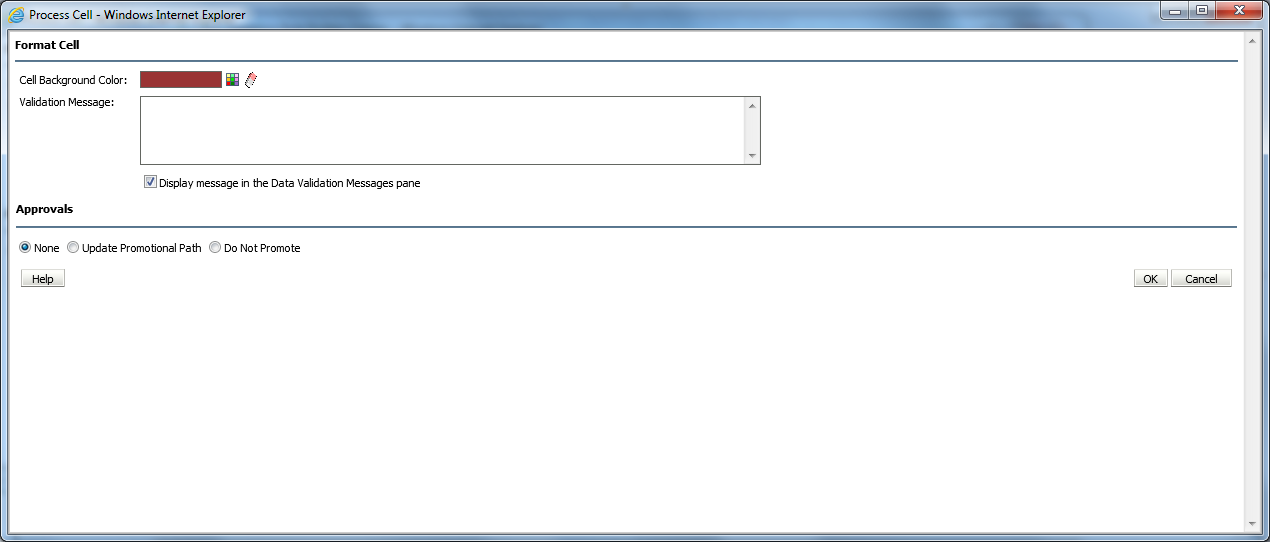 Process Cell - Windows Internet Explorer
Format Cell
Cell Background Color:
Validation Message:
Display message in the Data Validation Messages pane
Approvals
None Update Promotional Path Do Not Promote
Help OK Cancel